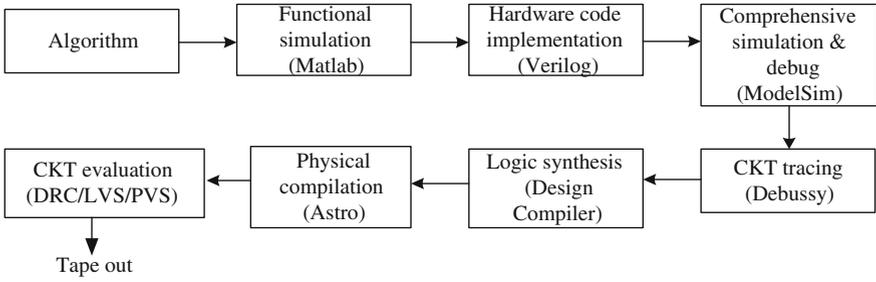 Algorithm
Functional
simulation
(Matlab)
Hardware code
implementation
(Verilog)
Comprehensive
simulation &
debug
(ModelSim)
CKT evaluation
(DRC/LVS/PVS)
Physical
compilation
(Astro)
Logic synthesis
(Design
Compiler)
CKT tracing
(Debussy)
Tape out